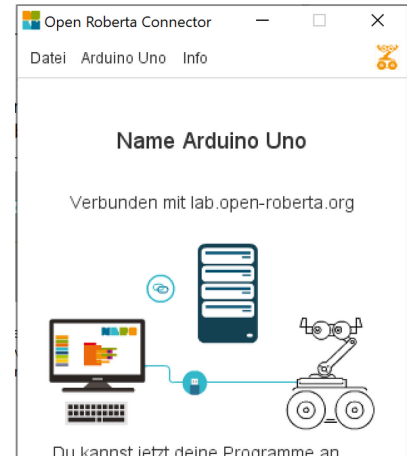 Open Roberta Connector
Datei Arduino Uno Info
Name Arduino Uno
Verbunden mit lab.open-roberta.org
NEPO
Du kannst jetzt deine Programme an